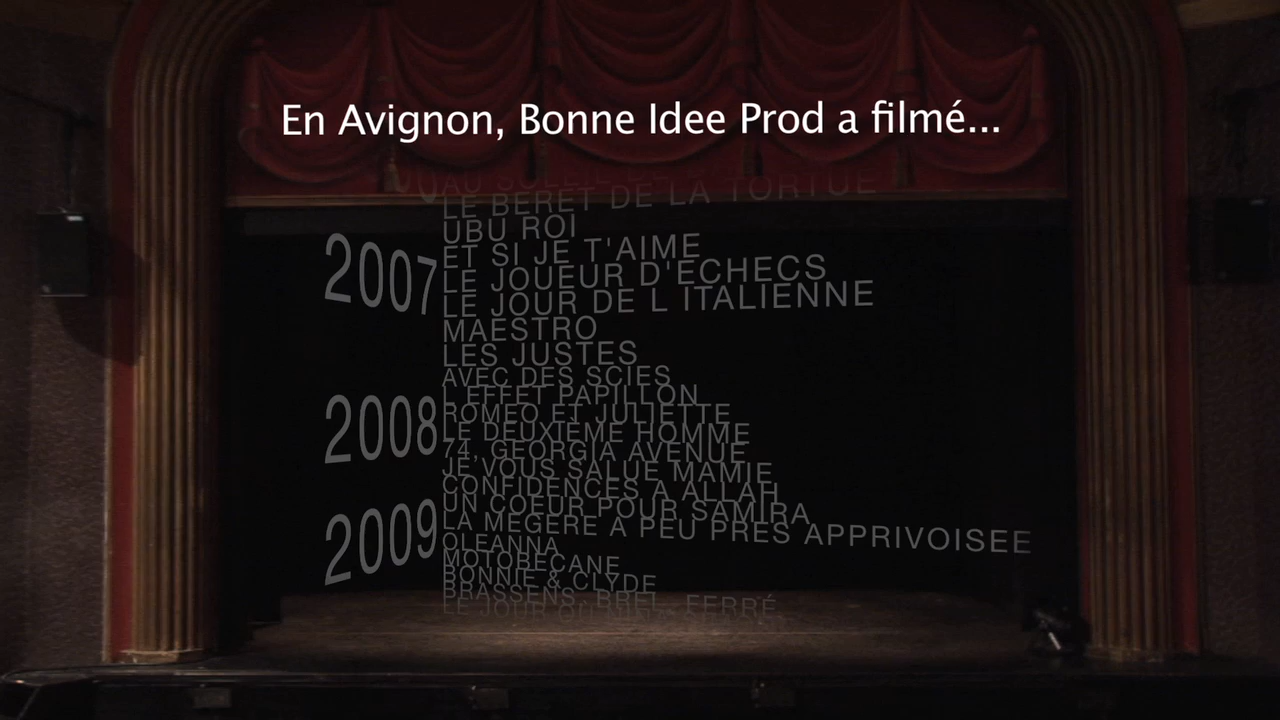 En Avignon, Bonne Idee Prod a filmé...
LE BERET DE LA TORTUE
UBU ROI
ET SI JE T'AIME
2007
LE JOUEUR D'ECHECS
LE JOUR DE L ITALIENNE
MAESTRO
LES JUSTES
AVEC DES SCIES
L EFFET PAPILLON
ROMEO ET JULIETTE
2008
LE DEUXIÈME HOMME
74, GEORGIA AVENUE
JE VOUS SALUE MAMIE
CONFIDENCES A ALLAH
UN COEUR POUR SAMIRA
LA MEGERE A PEU PRES APPRIVOISEE
2009
OLEANNA
MOTOBECANE
BONNIE & CLYDE
BRASSENS, BREL, FERRÉ
LE JOUR